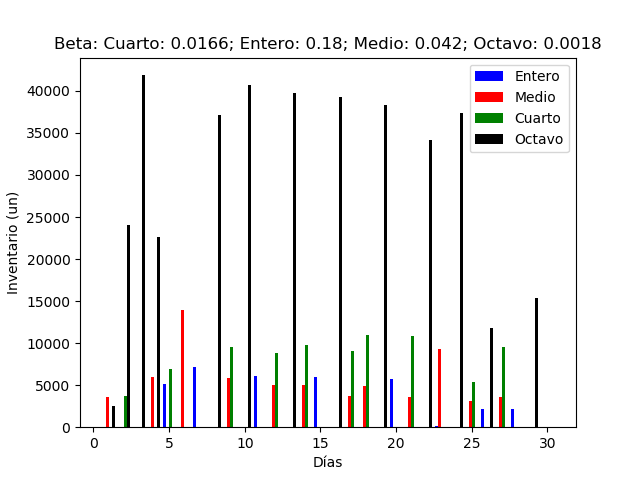 Beta: Cuarto: 0.0166; Entero: 0.18; Medio: 0.042; Octavo: 0.0018
Entero
Medio
Cuarto
Octavo
40000
35000
30000
25000
20000
15000
10000
5000
0
Inventario (un)
0 5 10 15 20 25 30
Días